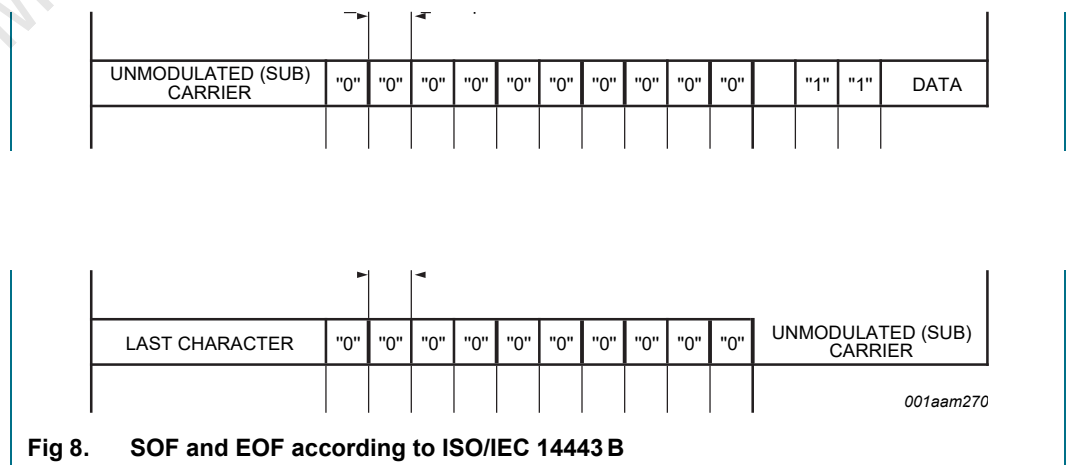 UNMODULATED (SUB)
CARRIER "0" "0" "0" "0" "0" "0" "0" "0" "0" "0" "1" "1" DATA
LAST CHARACTER "0" "0" "0" "0" "0" "0" "0" "0" "0" "0" UNMODULATED (SUB)
CARRIER
001aam270
Fig 8. SOF and EOF according to ISO/IEC 14443 B